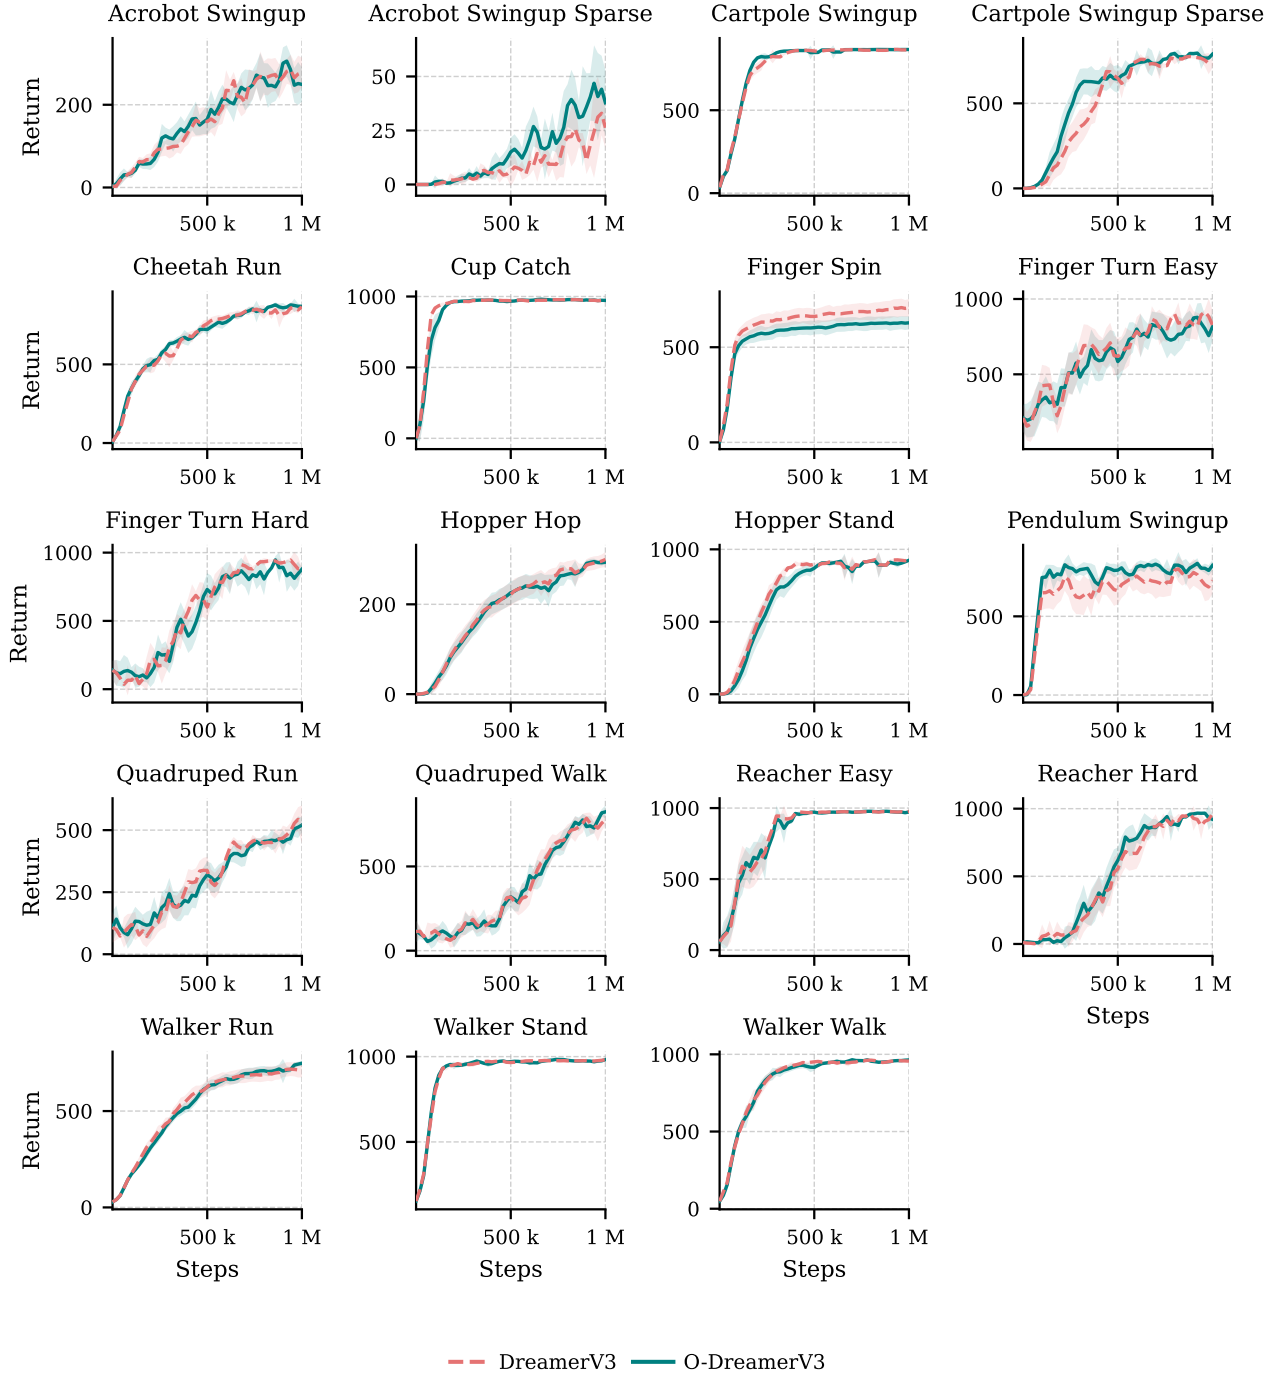 Acrobot Swingup
Acrobot Swingup Sparse
Cartpole Swingup
Cartpole Swingup Sparse
Return
200
0
500 k
1 M
50
25
0
500 k
1 M
500
0
500 k
1 M
500
0
500 k
1 M
Cheetah Run
Cup Catch
Finger Spin
Finger Turn Easy
Return
500
0
500 k
1 M
1000
500
0
500 k
1 M
500
0
500 k
1 M
1000
500
500 k
1 M
Finger Turn Hard
Hopper Hop
Hopper Stand
Pendulum Swingup
Return
1000
500
0
500 k
1 M
200
0
500 k
1 M
1000
500
0
500 k
1 M
500
0
500 k
1 M
Quadruped Run
Quadruped Walk
Reacher Easy
Reacher Hard
Return
500
250
0
500 k
1 M
500
0
500 k
1 M
1000
500
0
500 k
1 M
1000
500
0
500 k
1 M
Steps
Walker Run
Walker Stand
Walker Walk
Return
500
0
500 k
1 M
Steps
1000
500
500 k
1 M
Steps
1000
500
0
500 k
1 M
Steps
DreamerV3
O-DreamerV3